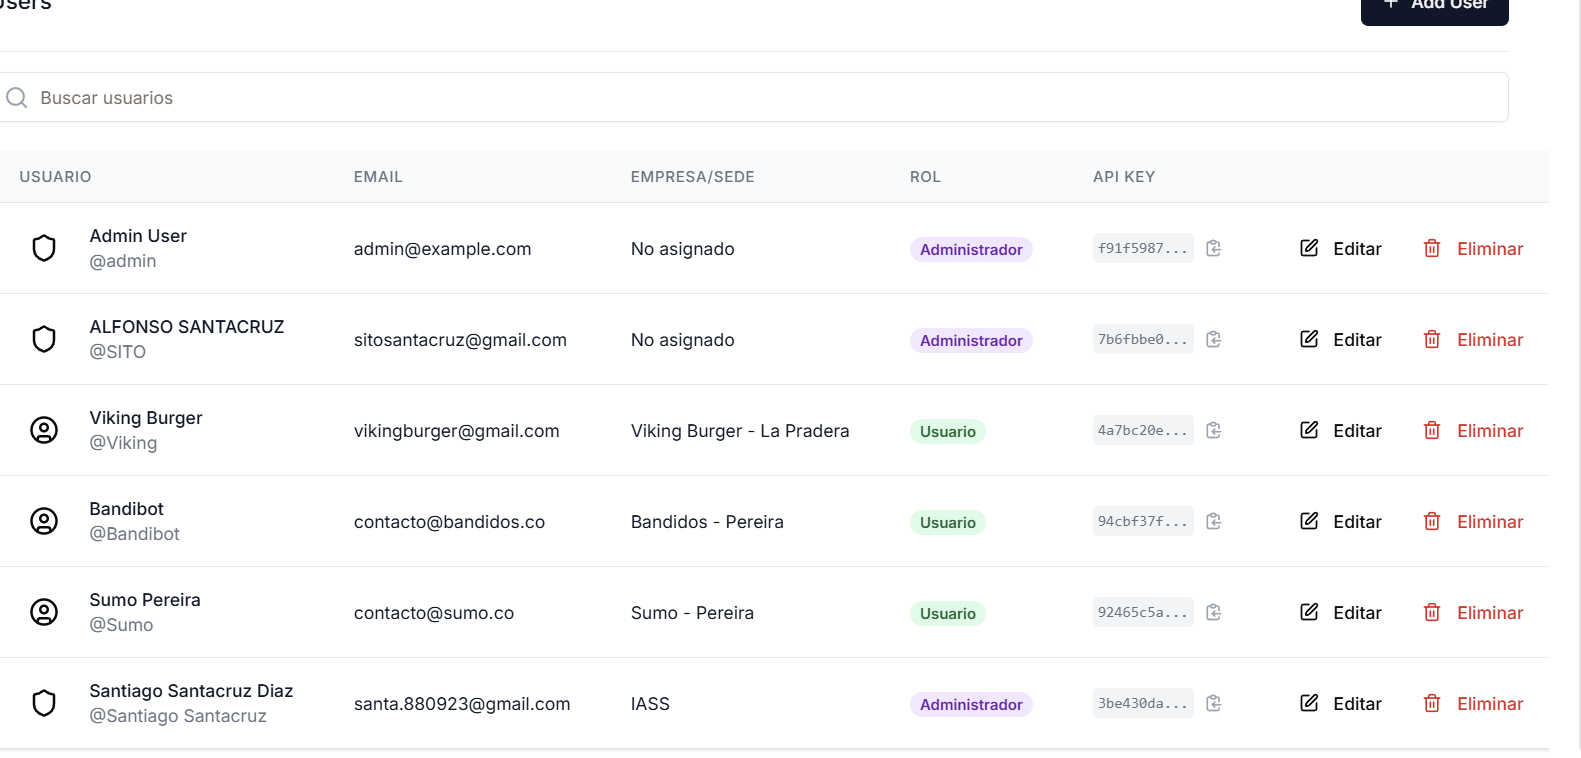 Users
+ Add User
Buscar usuarios
USUARIO EMAIL EMPRESA/SEDE ROL API KEY
Admin User
@admin
admin@example.com No asignado Administrador f91f5987... Editar Eliminar
ALFONSO SANTACRUZ
@SITO
sitosantacruz@gmail.com No asignado Administrador 7b6fbbe0... Editar Eliminar
Viking Burger
@Viking
vikingburger@gmail.com Viking Burger - La Pradera Usuario 4a7bc20e... Editar Eliminar
Bandibot
@Bandibot
contacto@bandidos.co Bandidos - Pereira Usuario 94cbf37f... Editar Eliminar
Sumo Pereira
@Sumo
contacto@sumo.co Sumo - Pereira Usuario 92465c5a... Editar Eliminar
Santiago Santacruz Diaz
@Santiago Santacruz
santa.880923@gmail.com IASS Administrador 3be430da... Editar Eliminar